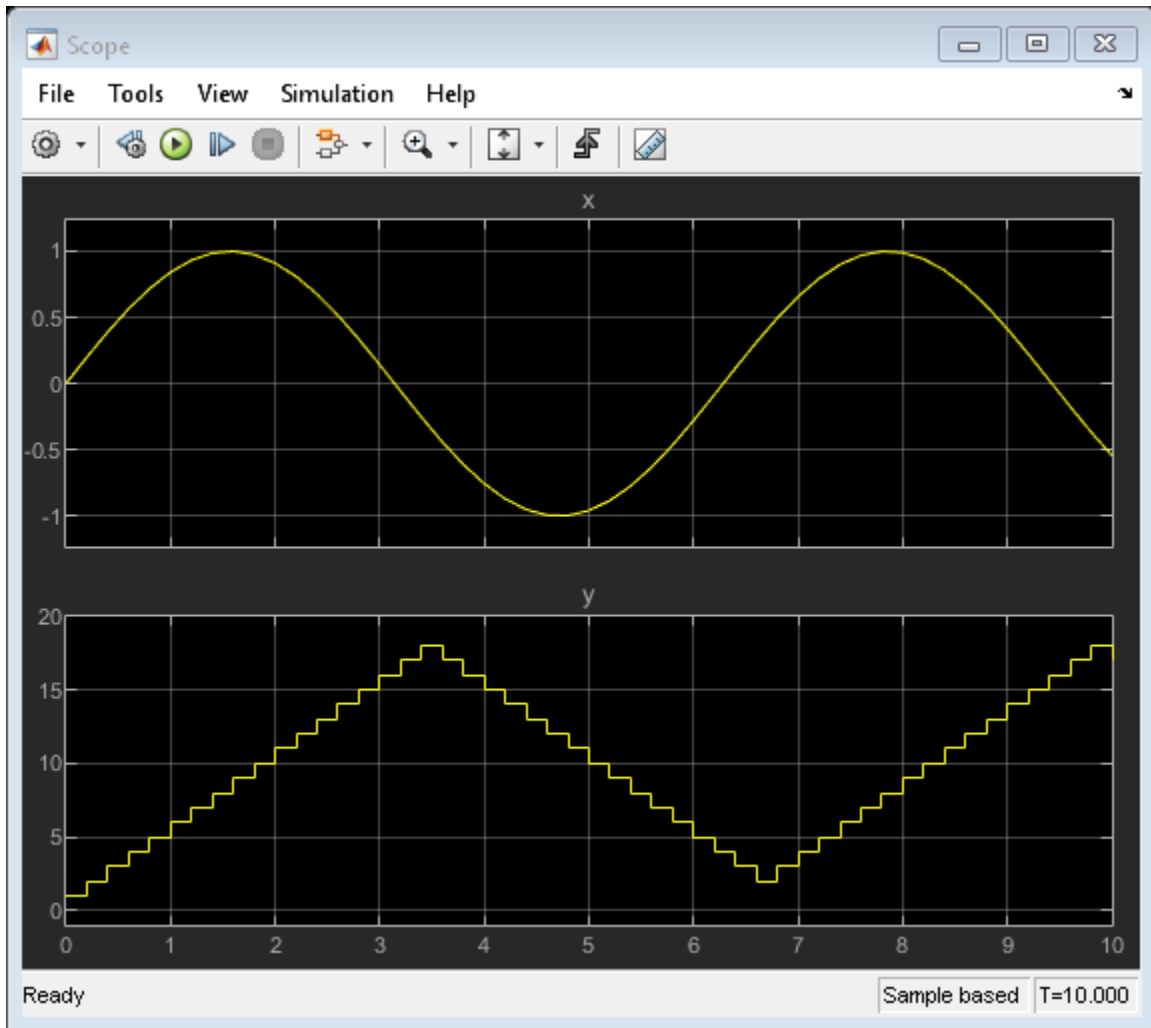 Scope
File Tools View Simulation Help
x
1
0.5
0
-0.5
-1
y
20
15
10
5
0
0 1 2 3 4 5 6 7 8 9 10
Ready Sample based T=10.000